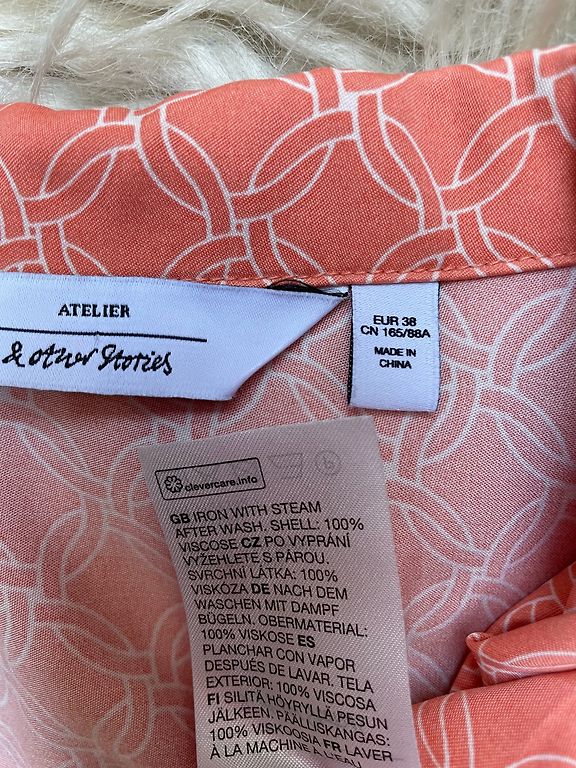 ATELIER
& other Stories
EUR 38
CN 165/88A
MADE IN
CHINA
clevercare.info
GB IRON WITH STEAM
AFTER WASH. SHELL: 100%
VISCOSE CZ PO VYPRÁNÍ
VYŽEHLETE S PÁROU.
SVRCHNÍ LÁTKA: 100%
VISKÓZA DE NACH DEM
WASCHEN MIT DAMPF
BÜGELN. OBERMATERIAL:
100% VISKOSE ES
PLANCHAR CON VAPOR
DESPUÉS DE LAVAR. TELA
EXTERIOR: 100% VISCOSA
FI SILITÄ HÖYRYLLÄ PESUN
JÄLKEEN. PÄÄLLISKANGAS:
100% VISKOOSIA FR LAVER
À LA MACHINE À L'EAU